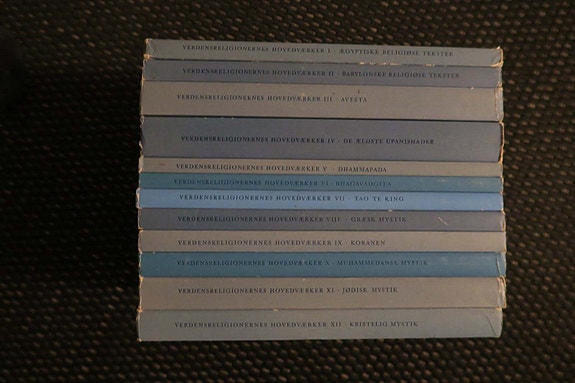 VERDENSRELIGIONERNES HOVEDVÆRKER I · ÆGYPTISKE RELIGIØSE TEKSTER
VERDENSRELIGIONERNES HOVEDVÆRKER II · BABYLONSKE RELIGIØSE TEKSTER
VERDENSRELIGIONERNES HOVEDVÆRKER III · AVESTA
VERDENSRELIGIONERNES HOVEDVÆRKER IV · DE ÆLDSTE UPANISHADER
VERDENSRELIGIONERNES HOVEDVÆRKER V · DHAMMAPADA
VERDENSRELIGIONERNES HOVEDVÆRKER VI · BHAGAVADGITA
VERDENSRELIGIONERNES HOVEDVÆRKER VII · TAO TE KING
VERDENSRELIGIONERNES HOVEDVÆRKER VIII · GRÆSK MYSTIK
VERDENSRELIGIONERNES HOVEDVÆRKER IX · KORANEN
VERDENSRELIGIONERNES HOVEDVÆRKER X · MUHAMMEDANSK MYSTIK
VERDENSRELIGIONERNES HOVEDVÆRKER XI · JØDISK MYSTIK
VERDENSRELIGIONERNES HOVEDVÆRKER XII · KRISTELIG MYSTIK